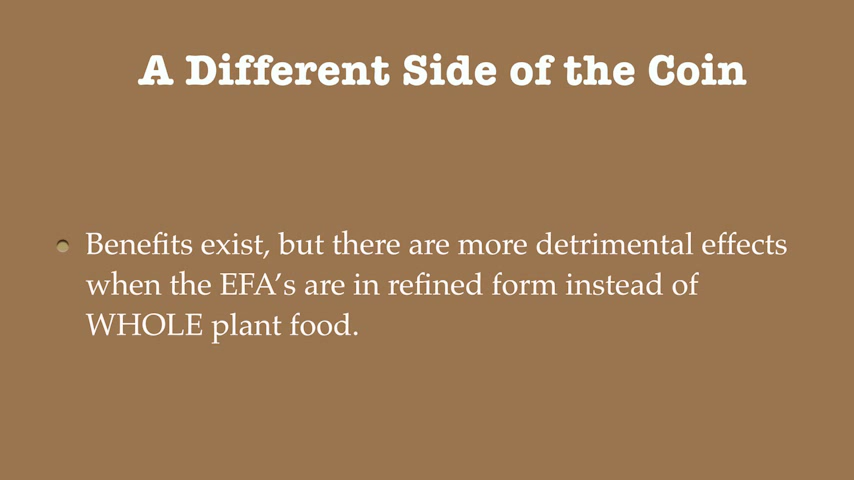 A Different Side of the Coin
Benefits exist, but there are more detrimental effects
when the EFA’s are in refined form instead of
WHOLE plant food.